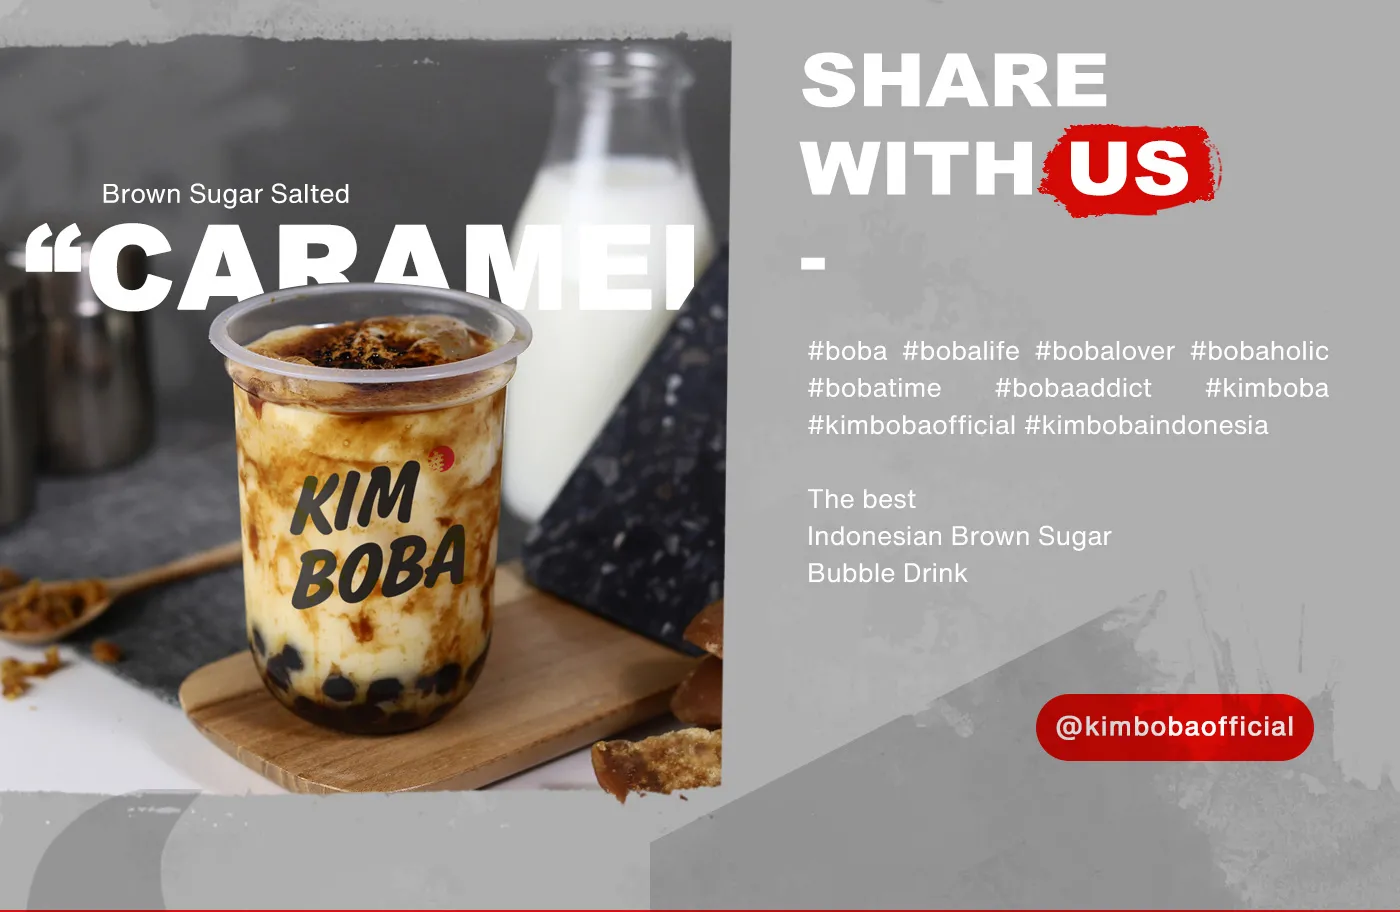 Brown Sugar Salted
“CARAMEL
KIM
BOBA
SHARE
WITH US
-
#boba #bobalife #bobalover #bobaholic
#bobatime #bobaaddict #kimboba
#kimbobaofficial #kimbobaindonesia
The best
Indonesian Brown Sugar
Bubble Drink
@kimbobaofficial